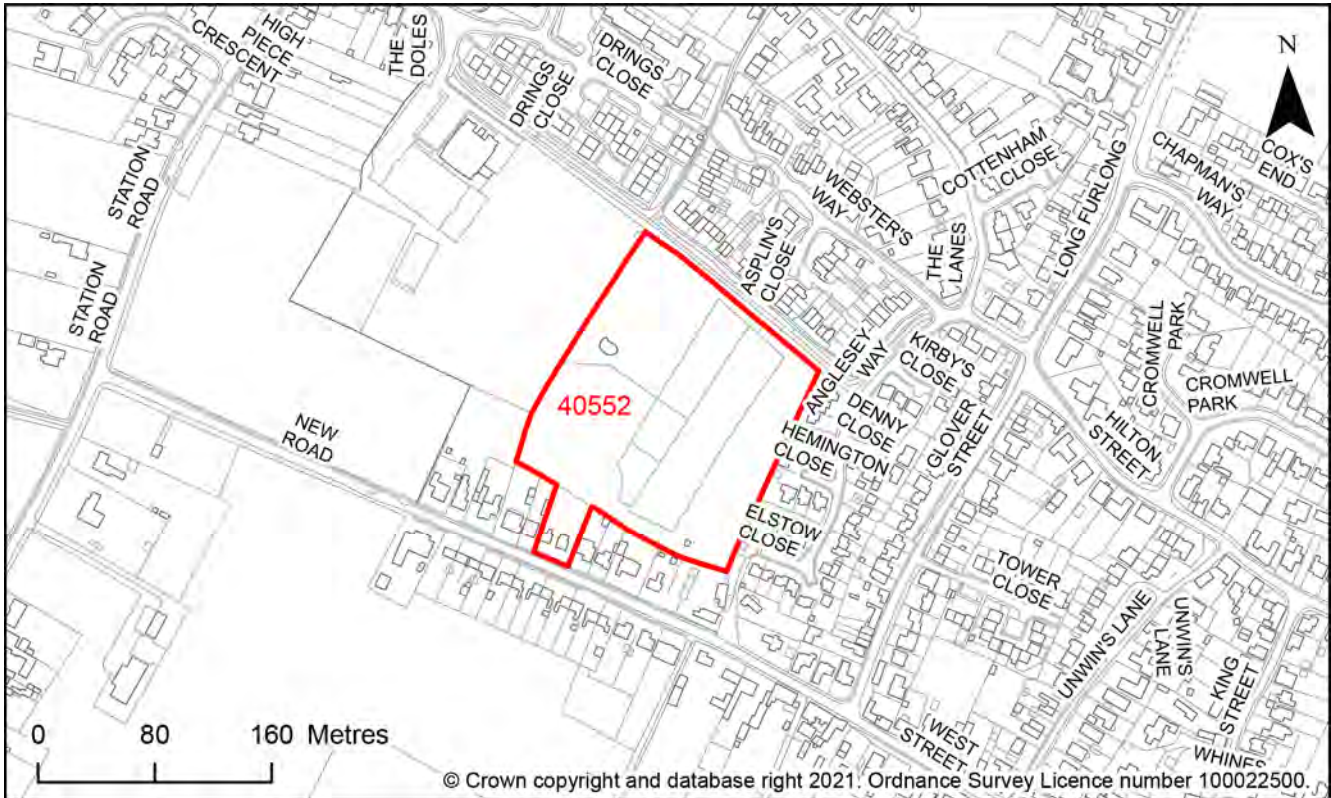 HIGH
PIECE
CRESCENT
THE
DOLES
DRINGS
CLOSE
DRINGS
CLOSE
N
STATION
ROAD
COTTENHAM
CLOSE
LONG FURLONG
CHAPMAN'S
WAY
COX'S
END
WEBSTER'S
WAY
THE
LANES
ASPLIN'S
CLOSE
STATION
ROAD
CROMWELL
PARK
CROMWELL
PARK
ANGLESEY
WAY
KIRBY'S
CLOSE
DENNY
CLOSE
GLOVER
STREET
HILTON
STREET
40552
NEW
ROAD
HEMINGTON
CLOSE
ELSTOW
CLOSE
TOWER
CLOSE
UNWIN'S LANE
UNWIN'S
LANE
KING
STREET
WEST
STREET
WHINES
0 80 160 Metres
© Crown copyright and database right 2021. Ordnance Survey Licence number 100022500.